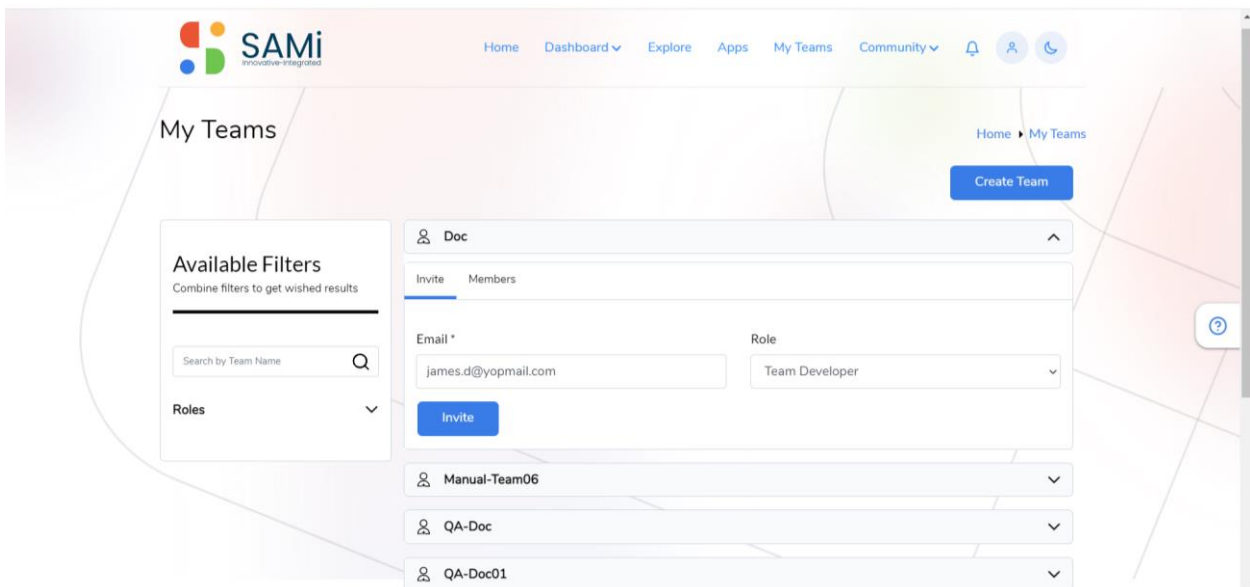 SAMi
Innovative-Integrated
Home Dashboard Explore Apps My Teams Community
My Teams
Home My Teams
Create Team
Available Filters
Combine filters to get wished results
Search by Team Name
Roles
Doc
Invite Members
Email * Role
james.d@yopmail.com Team Developer
Invite
Manual-Team06
QA-Doc
QA-Doc01